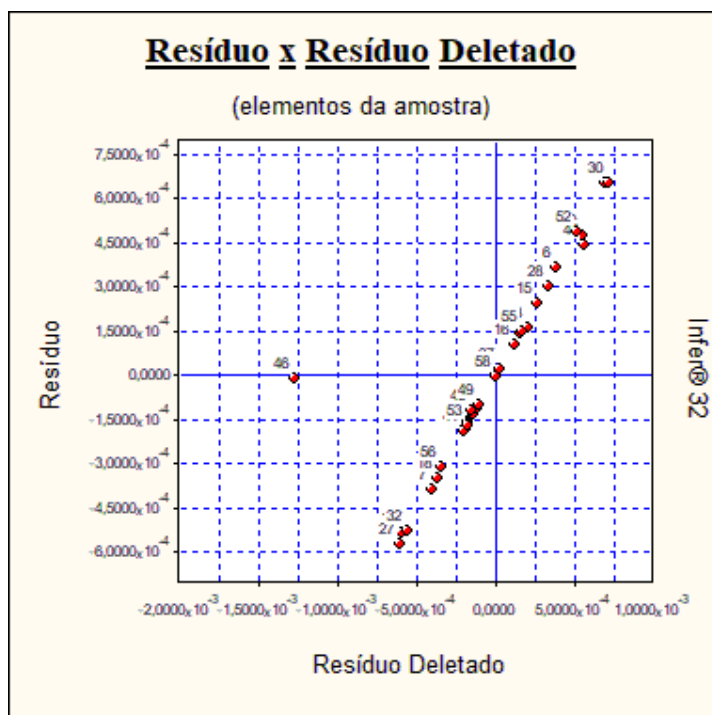 Resíduo x Resíduo Deletado
(elementos da amostra)
7,5000x10⁻⁴
6,0000x10⁻⁴
4,5000x10⁻⁴
3,0000x10⁻⁴
1,5000x10⁻⁴
0,0000
-1,5000x10⁻⁴
-3,0000x10⁻⁴
-4,5000x10⁻⁴
-6,0000x10⁻⁴
Resíduo
30
52
4
6
28
15
55
16
58
46
49
53
56
32
27
-2,0000x10⁻³ -1,5000x10⁻³ -1,0000x10⁻³ -5,0000x10⁻⁴ 0,0000 5,0000x10⁻⁴ 1,0000x10⁻³
Resíduo Deletado
Infer® 32